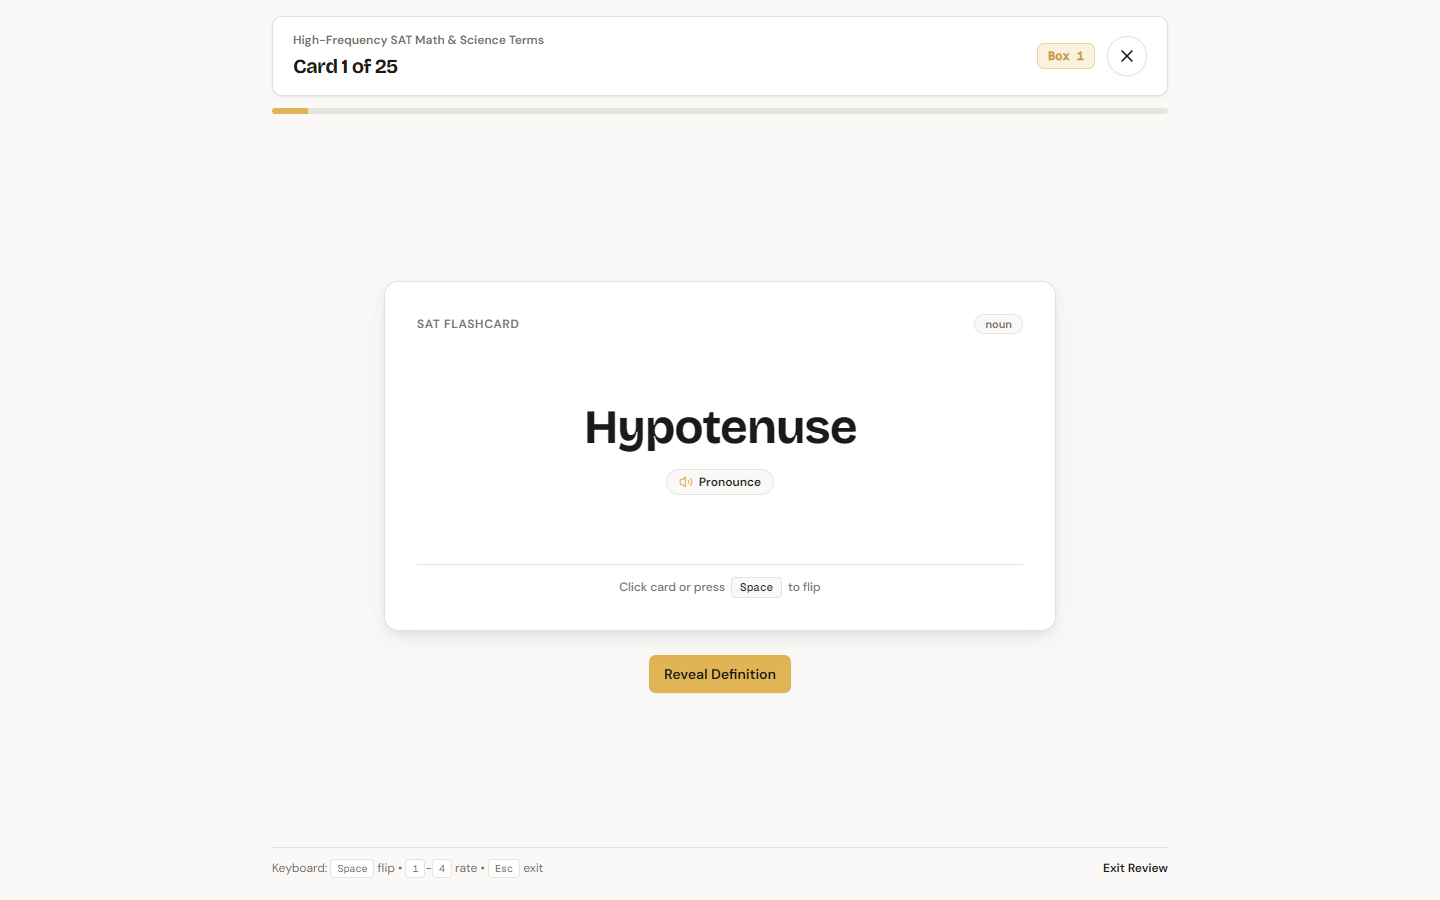 High-Frequency SAT Math & Science Terms
Card 1 of 25
Box 1
SAT FLASHCARD
noun
Hypotenuse
Pronounce
Click card or press Space to flip
Reveal Definition
Keyboard: Space flip • 1 – 4 rate • Esc exit
Exit Review